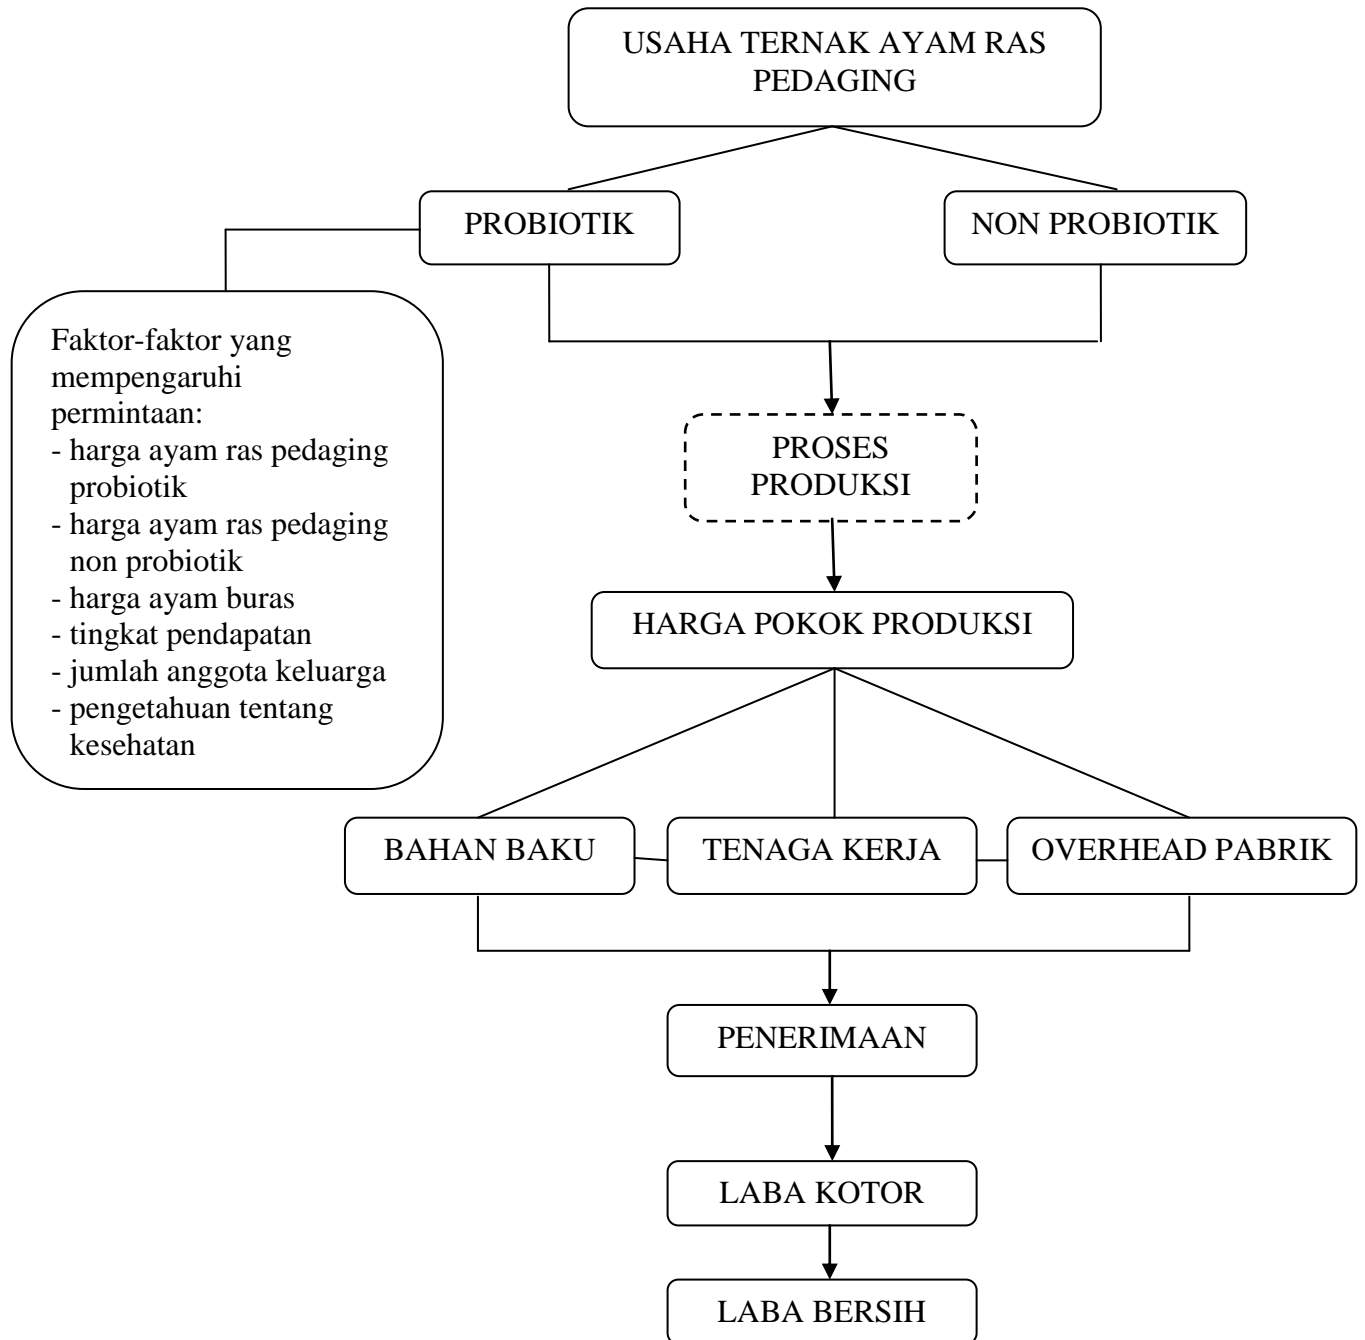 USAHA TERNAK AYAM RAS
PEDAGING
PROBIOTIK
NON PROBIOTIK
Faktor-faktor yang
mempengaruhi
permintaan:
- harga ayam ras pedaging
probiotik
- harga ayam ras pedaging
non probiotik
- harga ayam buras
- tingkat pendapatan
- jumlah anggota keluarga
- pengetahuan tentang
kesehatan
PROSES
PRODUKSI
HARGA POKOK PRODUKSI
BAHAN BAKU
TENAGA KERJA
OVERHEAD PABRIK
PENERIMAAN
LABA KOTOR
LABA BERSIH